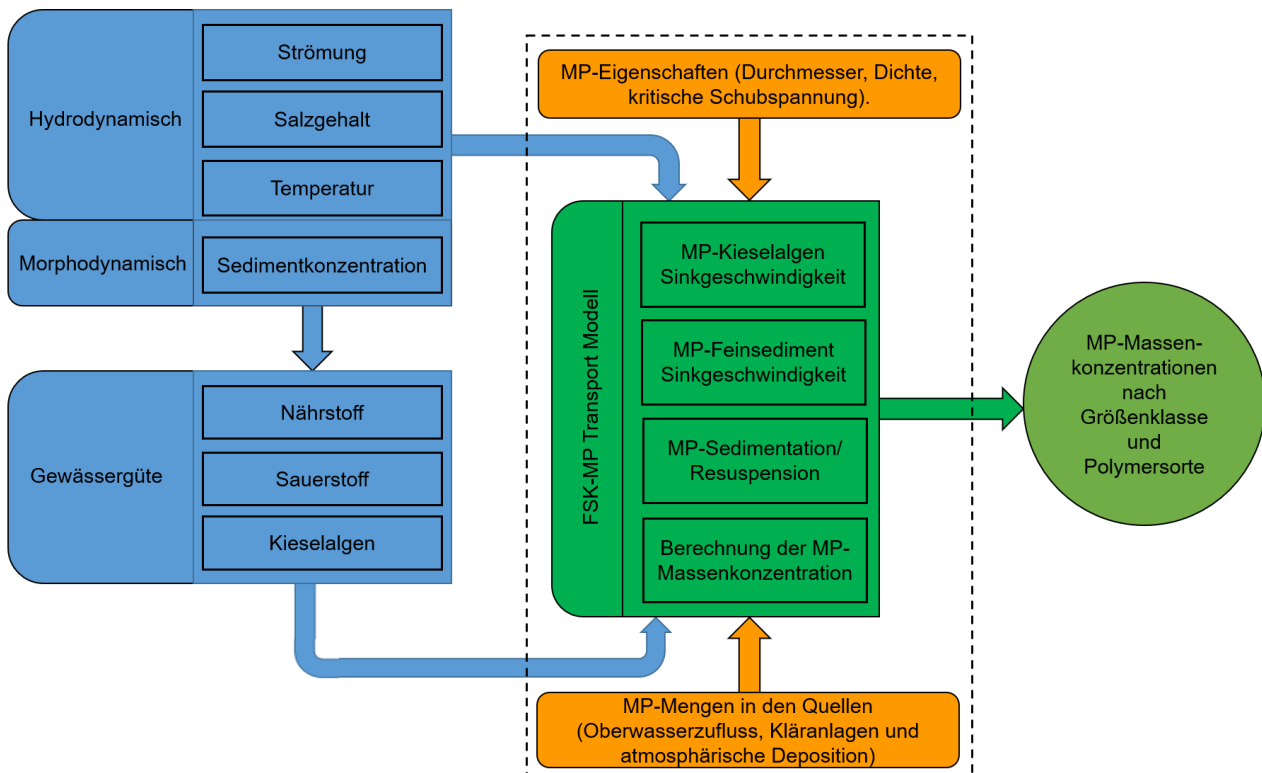 Hydrodynamisch
Strömung
Salzgehalt
Temperatur
Morphodynamisch
Sedimentkonzentration
Gewässergüte
Nährstoff
Sauerstoff
Kieselalgen
MP-Eigenschaften (Durchmesser, Dichte,
kritische Schubspannung).
FSK-MP Transport Modell
MP-Kieselalgen
Sinkgeschwindigkeit
MP-Feinsediment
Sinkgeschwindigkeit
MP-Sedimentation/
Resuspension
Berechnung der MP-
Massenkonzentration
MP-Mengen in den Quellen
(Oberwasserzufluss, Kläranlagen und
atmosphärische Deposition)
MP-Massen-
konzentrationen
nach
Größenklasse
und
Polymersorte